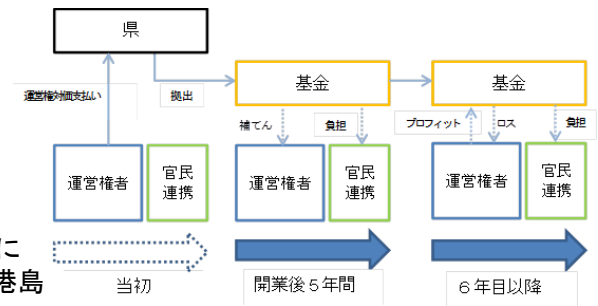 県
基金
基金
運営権対価支払い
拠出
補てん
負担
プロフィット
ロス
負担
運営権者
官民
連携
運営権者
官民
連携
運営権者
官民
連携
に
港島
当初
開業後5年間
6年目以降